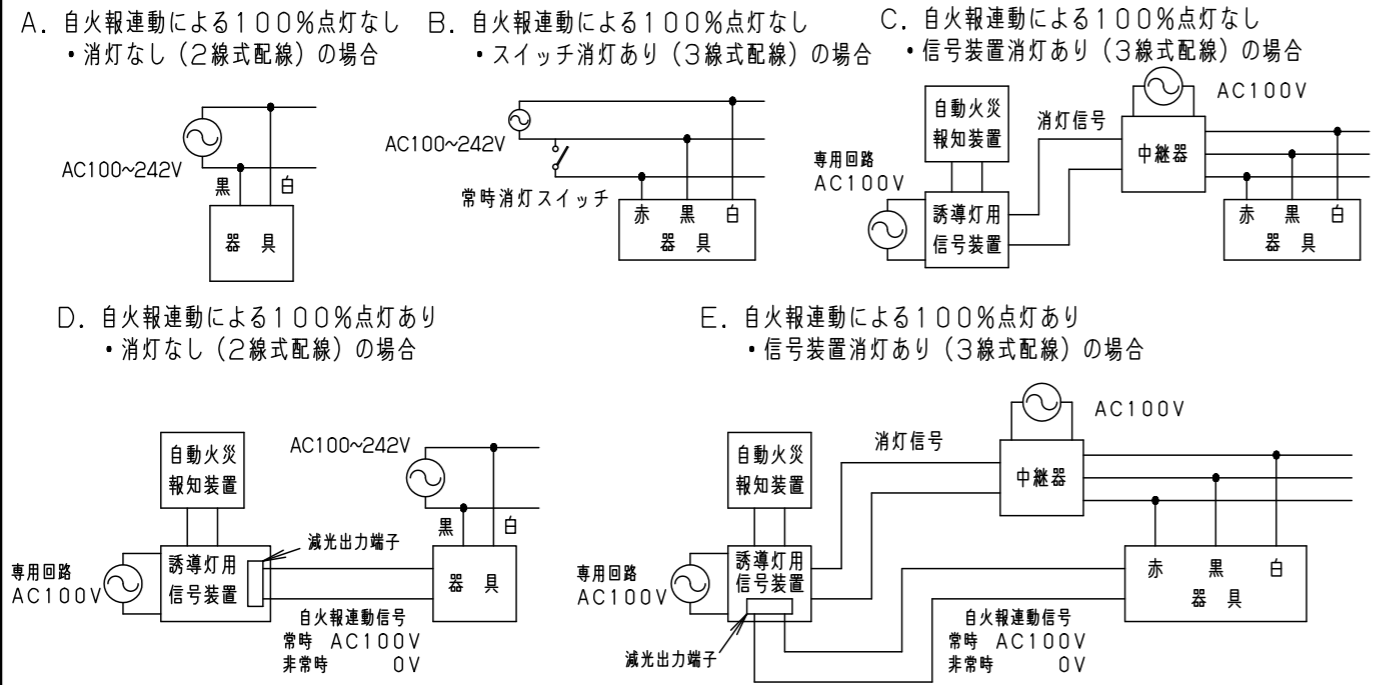 A. 自火報連動による100%点灯なし
・消灯なし（2線式配線）の場合
AC100~242V
黒
白
器 具
B. 自火報連動による100%点灯なし
・スイッチ消灯あり（3線式配線）の場合
AC100~242V
常時消灯スイッチ
赤 黒 白
器 具
C. 自火報連動による100%点灯なし
・信号装置消灯あり（3線式配線）の場合
AC100V
自動火災
報知装置
消灯信号
中継器
専用回路
AC100V
誘導灯用
信号装置
赤 黒 白
器 具
D. 自火報連動による100%点灯あり
・消灯なし（2線式配線）の場合
自動火災
報知装置
AC100~242V
黒
白
減光出力端子
専用回路
AC100V
誘導灯用
信号装置
器 具
自火報連動信号
常時 AC100V
非常時 0V
E. 自火報連動による100%点灯あり
・信号装置消灯あり（3線式配線）の場合
AC100V
自動火災
報知装置
消灯信号
中継器
専用回路
AC100V
誘導灯用
信号装置
赤 黒 白
器 具
減光出力端子
自火報連動信号
常時 AC100V
非常時 0V